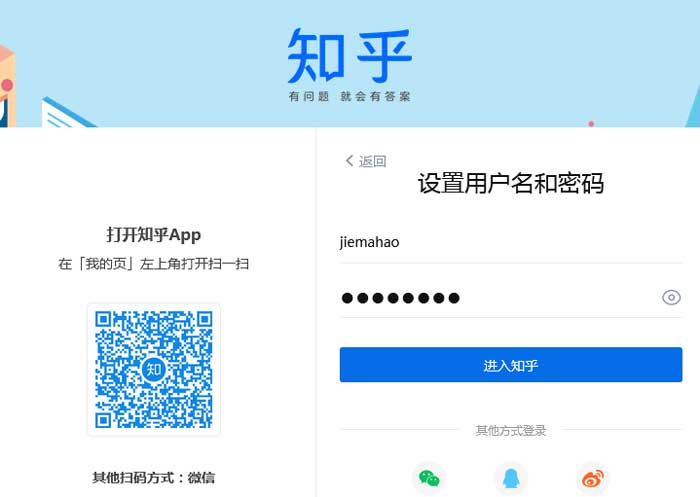 知乎
有问题 就会有答案
返回
设置用户名和密码
打开知乎App
在「我的页」左上角打开扫一扫
知
其他扫码方式：微信
jiemahao
●●●●●●●●
进入知乎
其他方式登录